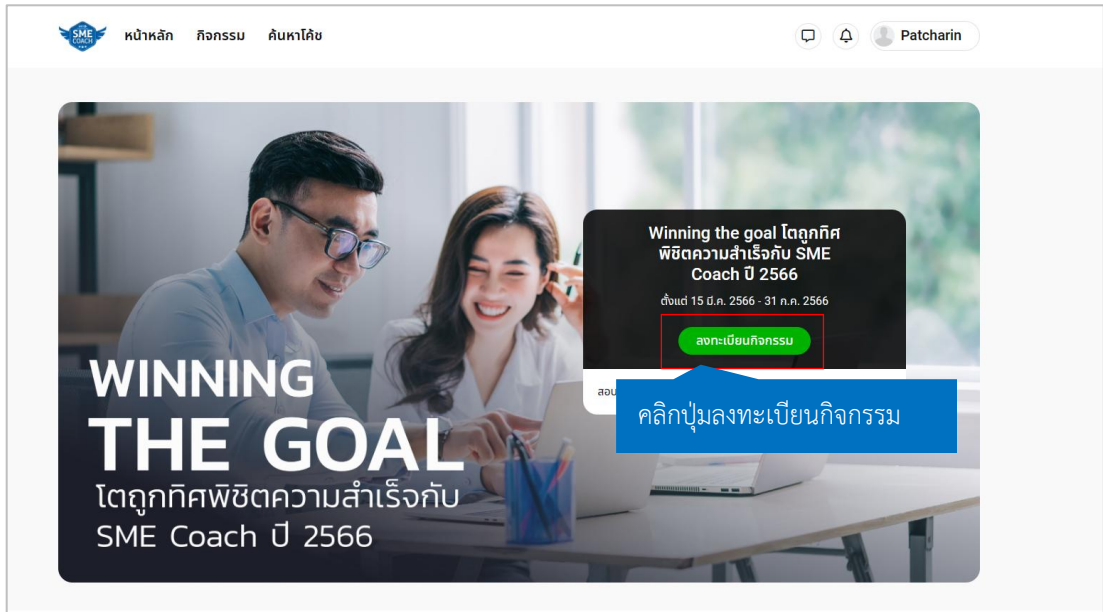 SME
COACH
หน้าหลัก กิจกรรม ค้นหาโค้ช
Patcharin
Winning the goal โตถูกทิศ
พิชิตความสำเร็จกับ SME
Coach ปี 2566
ตั้งแต่ 15 มี.ค. 2566 - 31 ก.ค. 2566
ลงทะเบียนกิจกรรม
คลิกปุ่มลงทะเบียนกิจกรรม
WINNING
THE GOAL
โตถูกทิศพิชิตความสำเร็จกับ
SME Coach ปี 2566